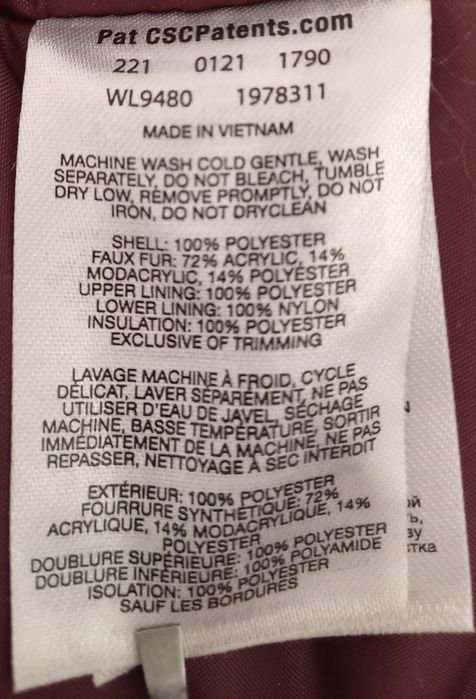 Pat CSCPatents.com
221 0121 1790
WL9480 1978311
MADE IN VIETNAM
MACHINE WASH COLD GENTLE, WASH
SEPARATELY, DO NOT BLEACH, TUMBLE
DRY LOW, REMOVE PROMPTLY, DO NOT
IRON, DO NOT DRYCLEAN
SHELL: 100% POLYESTER
FAUX FUR: 72% ACRYLIC, 14%
MODACRYLIC, 14% POLYESTER
UPPER LINING: 100% POLYESTER
LOWER LINING: 100% NYLON
INSULATION: 100% POLYESTER
EXCLUSIVE OF TRIMMING
LAVAGE MACHINE À FROID, CYCLE
DÉLICAT, LAVER SÉPARÉMENT, NE PAS
UTILISER D'EAU DE JAVEL, SÉCHAGE
MACHINE, BASSE TEMPÉRATURE, SORTIR
IMMÉDIATEMENT DE LA MACHINE, NE PAS
REPASSER, NETTOYAGE À SEC INTERDIT
EXTÉRIEUR: 100% POLYESTER
FOURRURE SYNTHÉTIQUE: 72%
ACRYLIQUE, 14% MODACRYLIQUE, 14%
POLYESTER
DOUBLURE SUPÉRIEURE: 100% POLYESTER
DOUBLURE INFÉRIEURE: 100% POLYAMIDE
ISOLATION: 100% POLYESTER
SAUF LES BORDURES